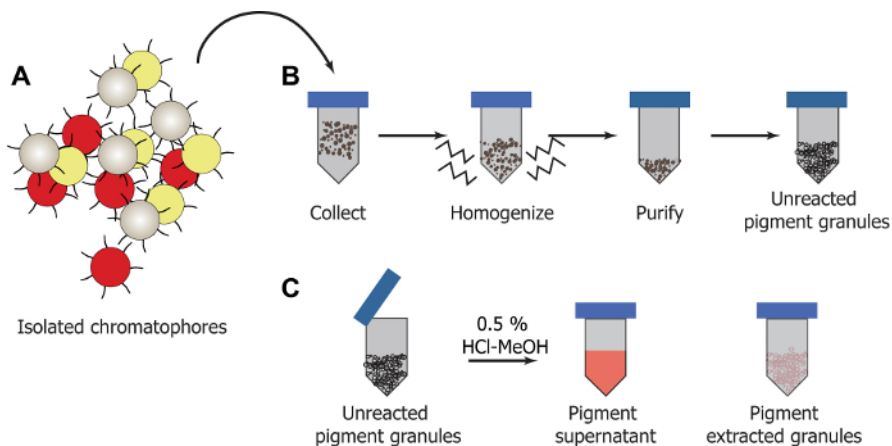 A
B
Collect
Homogenize
Purify
Unreacted
pigment granules
Isolated chromatophores
C
0.5 %
HCl-MeOH
Unreacted
pigment granules
Pigment
supernatant
Pigment
extracted granules